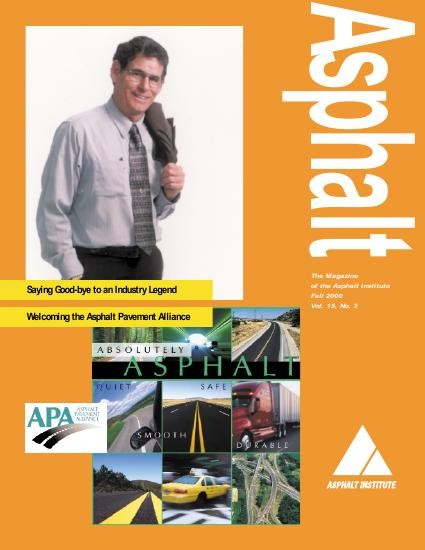 Asphalt
The Magazine
of the Asphalt Institute
Fall 2000
Vol. 15, No. 3
Saying Good-bye to an Industry Legend
Welcoming the Asphalt Pavement Alliance
ABSOLUTELY
ASPHALT
QUIET
SAFE
SMOOTH
DURABLE
APA
ASPHALT
PAVEMENT
ALLIANCE
ASPHALT INSTITUTE